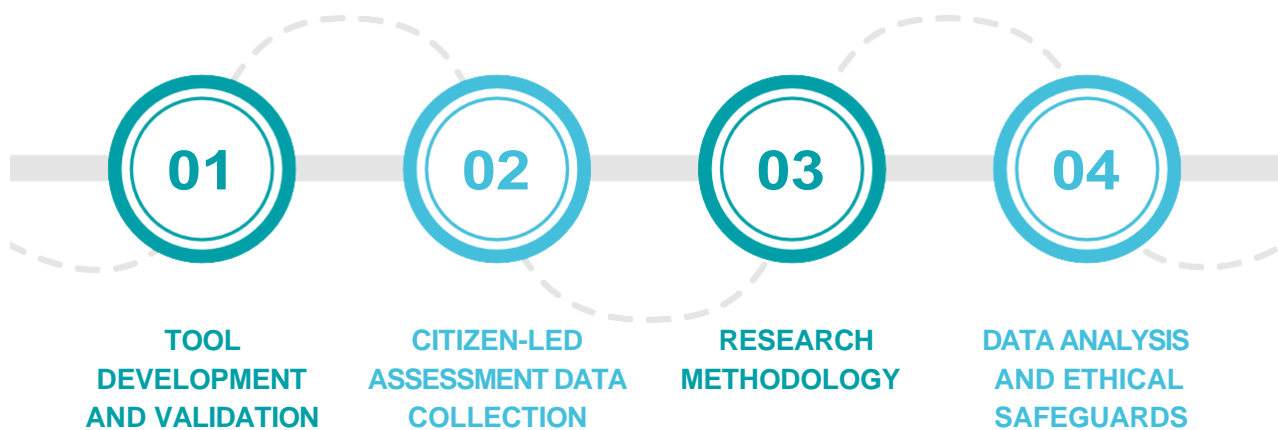 01
02
03
04
TOOL
DEVELOPMENT
AND VALIDATION
CITIZEN-LED
ASSESSMENT DATA
COLLECTION
RESEARCH
METHODOLOGY
DATA ANALYSIS
AND ETHICAL
SAFEGUARDS